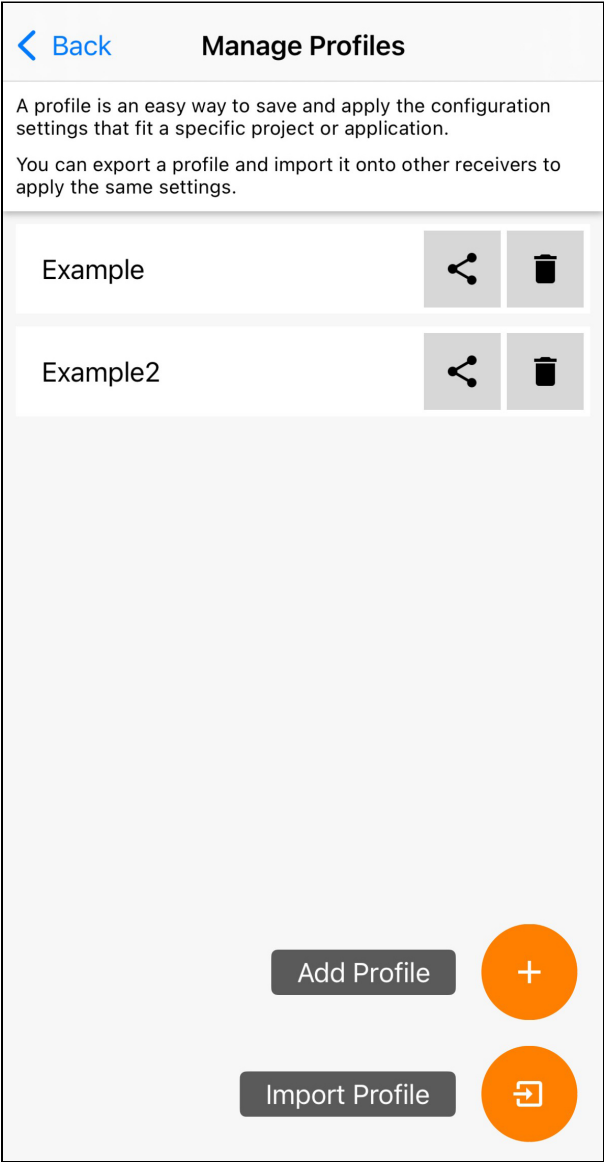 Back
Manage Profiles
A profile is an easy way to save and apply the configuration
settings that fit a specific project or application.
You can export a profile and import it onto other receivers to
apply the same settings.
Example
Example2
Add Profile
Import Profile